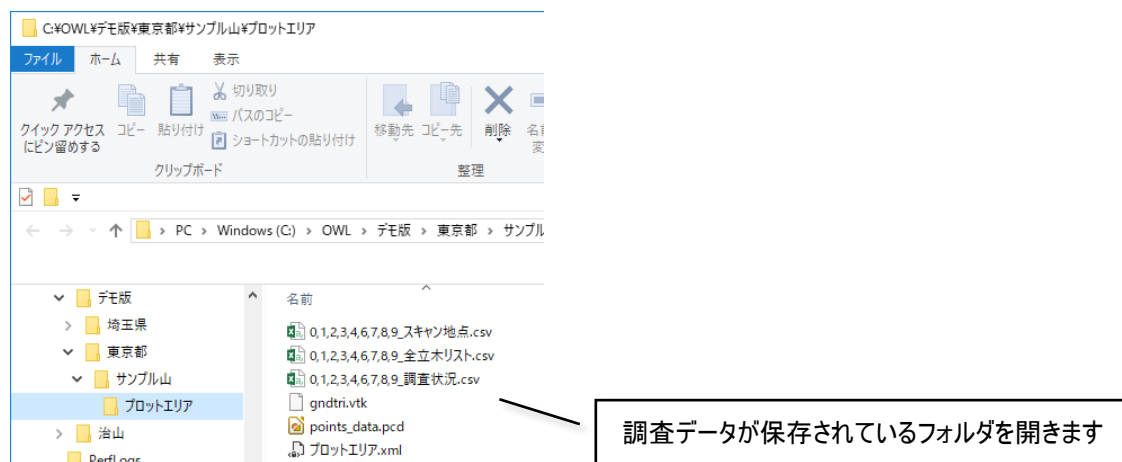 C:¥OWL¥デモ版¥東京都¥サンプル山¥プロットエリア
ファイル ホーム 共有 表示
クイック アクセス
にピン留めする
コピー
貼り付け
切り取り
パスのコピー
ショートカットの貼り付け
クリップボード
移動先
コピー先
削除
整理
PC > Windows (C:) > OWL > デモ版 > 東京都 > サンプル
デモ版
埼玉県
東京都
サンプル山
プロットエリア
治山
PerfLogs
名前
0,1,2,3,4,6,7,8,9_スキャン地点.csv
0,1,2,3,4,6,7,8,9_全立木リスト.csv
0,1,2,3,4,6,7,8,9_調査状況.csv
gndtri.vtk
points_data.pcd
プロットエリア.xml
調査データが保存されているフォルダを開きます